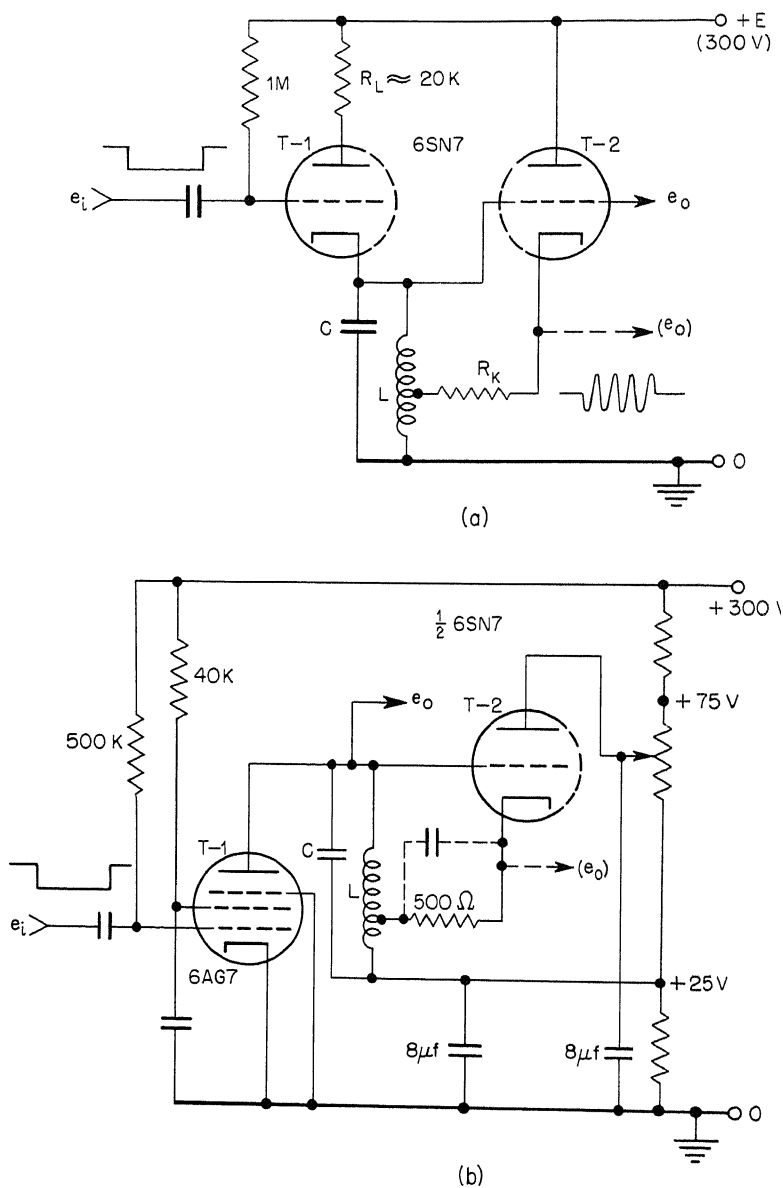 +E
(300 V)
1M
R_L ≈ 20K
T-1
6SN7
T-2
e_i
e_o
C
(e_o)
L
R_K
0
(a)
+300 V
1/2 6SN7
40K
+75 V
e_o
T-2
500 K
T-1
C
(e_o)
L
500 Ω
e_i
6AG7
+25 V
8μf
8μf
0
(b)